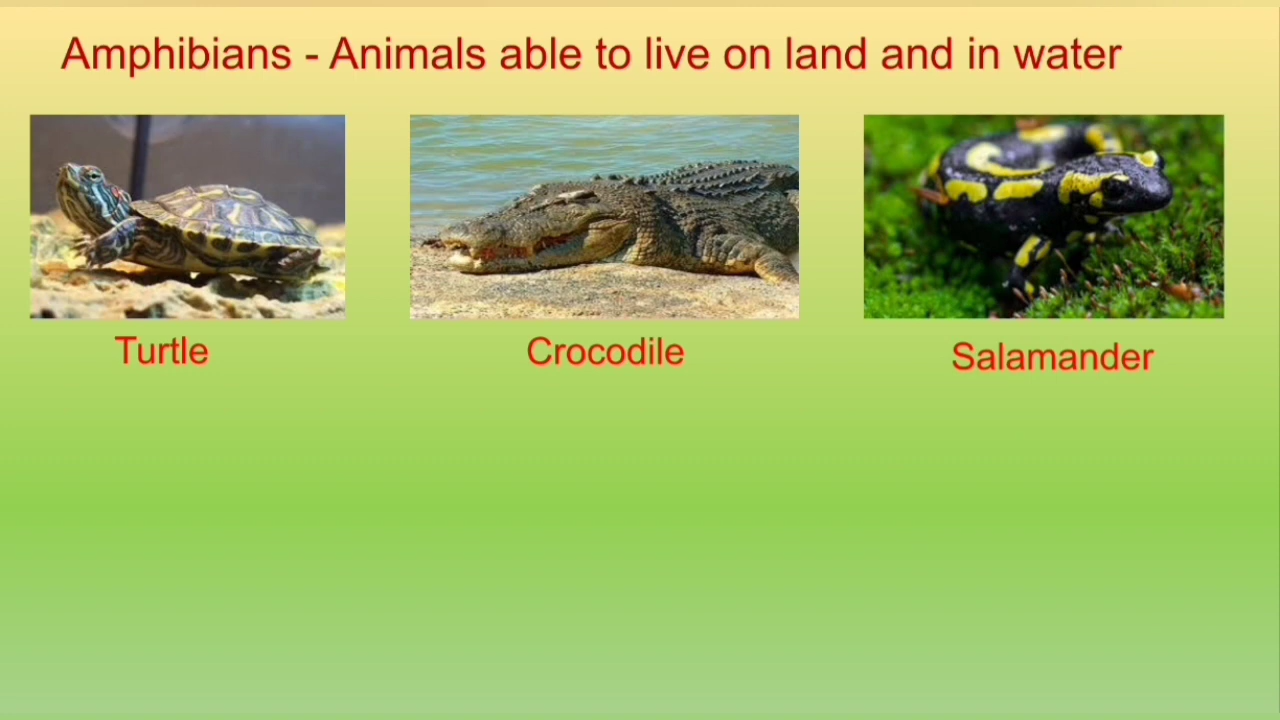 Amphibians - Animals able to live on land and in water
Turtle
Crocodile
Salamander